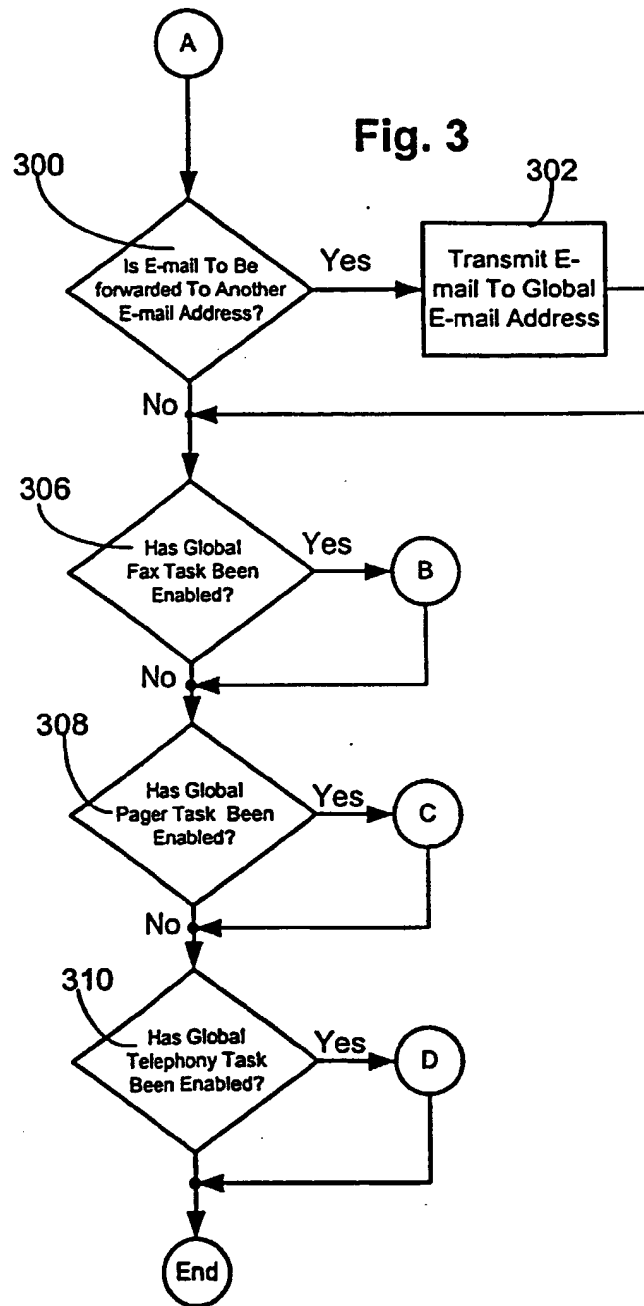 A
Fig. 3
300
302
Is E-mail To Be
forwarded To Another
E-mail Address?
Yes
Transmit E-
mail To Global
E-mail Address
No
306
Has Global
Fax Task Been
Enabled?
Yes
B
No
308
Has Global
Pager Task Been
Enabled?
Yes
C
No
310
Has Global
Telephony Task
Been Enabled?
Yes
D
End